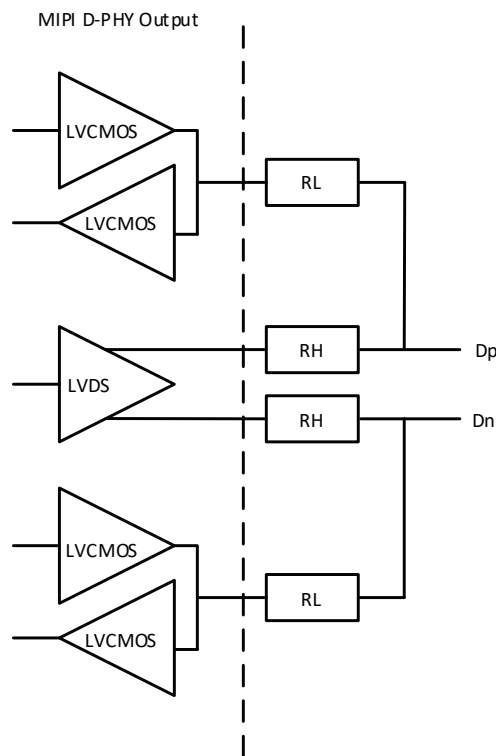 MIPI D-PHY Output
LVCMOS
RL
LVCMOS
RH
Dp
LVDS
RH
Dn
LVCMOS
RL
LVCMOS